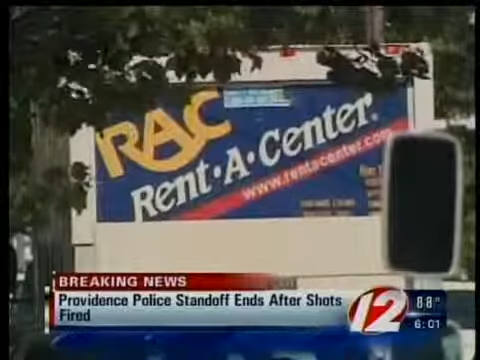 RAC
Rent·A·Center®
www.rentacenter.com
BREAKING NEWS
Providence Police Standoff Ends After Shots
Fired
12
88°
6:01